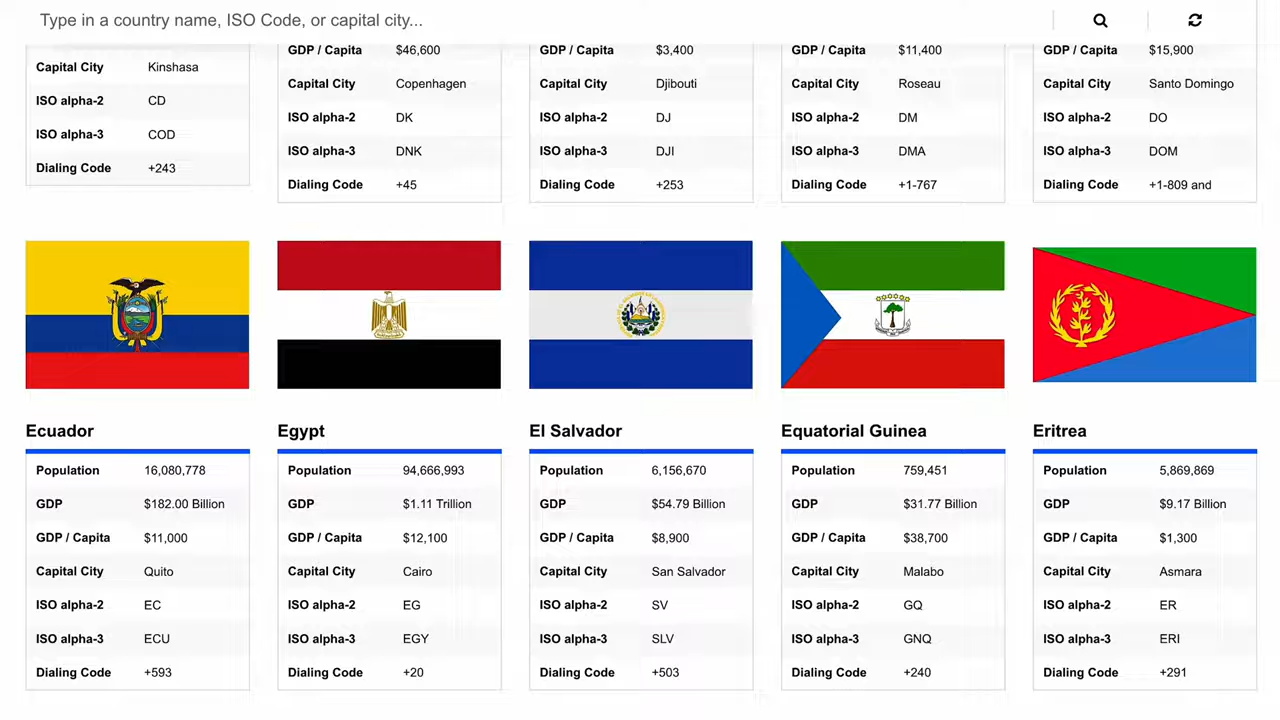 Type in a country name, ISO Code, or capital city...
Capital City Kinshasa
ISO alpha-2 CD
ISO alpha-3 COD
Dialing Code +243
GDP / Capita $46,600
Capital City Copenhagen
ISO alpha-2 DK
ISO alpha-3 DNK
Dialing Code +45
GDP / Capita $3,400
Capital City Djibouti
ISO alpha-2 DJ
ISO alpha-3 DJI
Dialing Code +253
GDP / Capita $11,400
Capital City Roseau
ISO alpha-2 DM
ISO alpha-3 DMA
Dialing Code +1-767
GDP / Capita $15,900
Capital City Santo Domingo
ISO alpha-2 DO
ISO alpha-3 DOM
Dialing Code +1-809 and
Ecuador
Population 16,080,778
GDP $182.00 Billion
GDP / Capita $11,000
Capital City Quito
ISO alpha-2 EC
ISO alpha-3 ECU
Dialing Code +593
Egypt
Population 94,666,993
GDP $1.11 Trillion
GDP / Capita $12,100
Capital City Cairo
ISO alpha-2 EG
ISO alpha-3 EGY
Dialing Code +20
El Salvador
Population 6,156,670
GDP $54.79 Billion
GDP / Capita $8,900
Capital City San Salvador
ISO alpha-2 SV
ISO alpha-3 SLV
Dialing Code +503
Equatorial Guinea
Population 759,451
GDP $31.77 Billion
GDP / Capita $38,700
Capital City Malabo
ISO alpha-2 GQ
ISO alpha-3 GNQ
Dialing Code +240
Eritrea
Population 5,869,869
GDP $9.17 Billion
GDP / Capita $1,300
Capital City Asmara
ISO alpha-2 ER
ISO alpha-3 ERI
Dialing Code +291